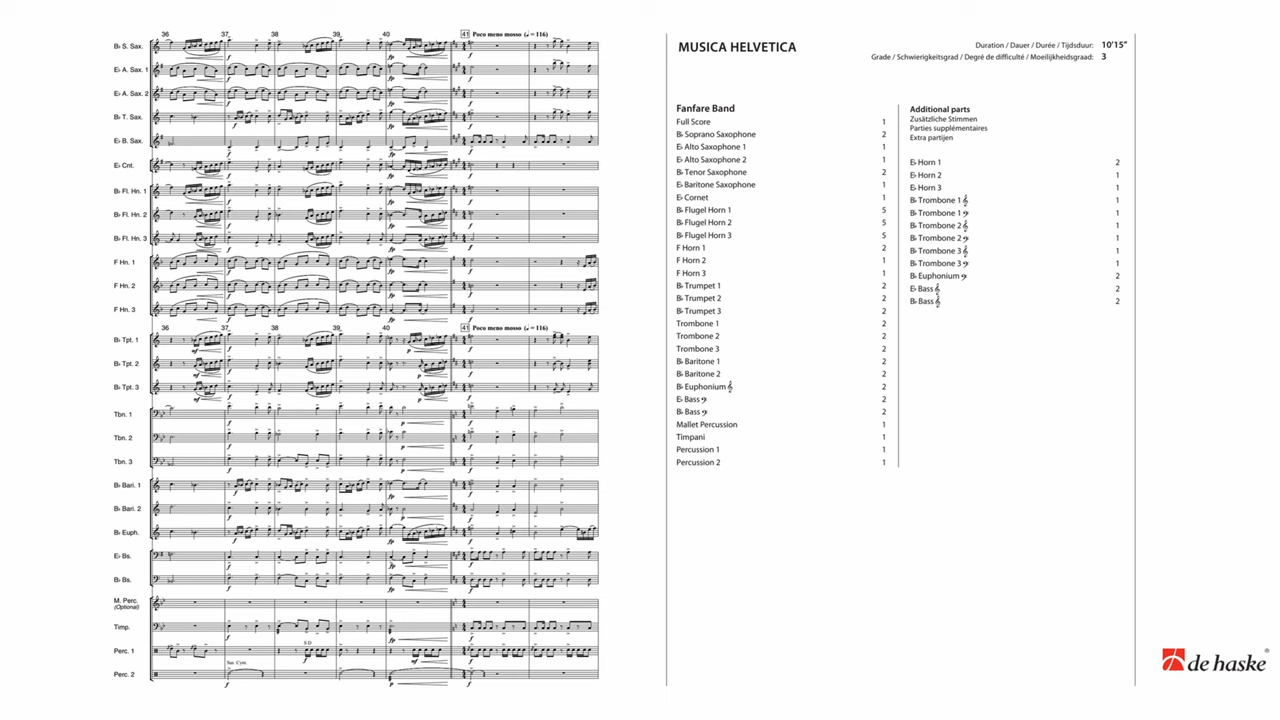 36 37 38 39 40 41 Poco meno mosso (♩= 116)
B♭ S. Sax.
E♭ A. Sax. 1
E♭ A. Sax. 2
B♭ T. Sax.
E♭ B. Sax.
E♭ Cnt.
B♭ Fl. Hn. 1
B♭ Fl. Hn. 2
B♭ Fl. Hn. 3
F Hn. 1
F Hn. 2
F Hn. 3
36 37 38 39 40 41 Poco meno mosso (♩= 116)
B♭ Tpt. 1
B♭ Tpt. 2
B♭ Tpt. 3
Tbn. 1
Tbn. 2
Tbn. 3
B♭ Bari. 1
B♭ Bari. 2
B♭ Euph.
E♭ Bs.
B♭ Bs.
M. Perc.
(Optional)
Timp.
S D
Perc. 1
Sus. Cym.
Perc. 2
MUSICA HELVETICA
Duration / Dauer / Durée / Tijdsduur: 10'15"
Grade / Schwierigkeitsgrad / Degré de difficulté / Moeilijkheidsgraad: 3
Fanfare Band
Full Score 1
B♭ Soprano Saxophone 2
E♭ Alto Saxophone 1 1
E♭ Alto Saxophone 2 1
B♭ Tenor Saxophone 2
E♭ Baritone Saxophone 1
E♭ Cornet 1
B♭ Flugel Horn 1 5
B♭ Flugel Horn 2 5
B♭ Flugel Horn 3 5
F Horn 1 2
F Horn 2 1
F Horn 3 1
B♭ Trumpet 1 2
B♭ Trumpet 2 2
B♭ Trumpet 3 2
Trombone 1 2
Trombone 2 2
Trombone 3 2
B♭ Baritone 1 2
B♭ Baritone 2 2
B♭ Euphonium 𝄞 2
E♭ Bass 𝄢 2
B♭ Bass 𝄢 2
Mallet Percussion 1
Timpani 1
Percussion 1 1
Percussion 2 1
Additional parts
Zusätzliche Stimmen
Parties supplémentaires
Extra partijen
E♭ Horn 1 2
E♭ Horn 2 1
E♭ Horn 3 1
B♭ Trombone 1 𝄞 1
B♭ Trombone 1 𝄢 1
B♭ Trombone 2 𝄞 1
B♭ Trombone 2 𝄢 1
B♭ Trombone 3 𝄞 1
B♭ Trombone 3 𝄢 1
B♭ Euphonium 𝄢 2
E♭ Bass 𝄞 2
B♭ Bass 𝄞 2
de haske®